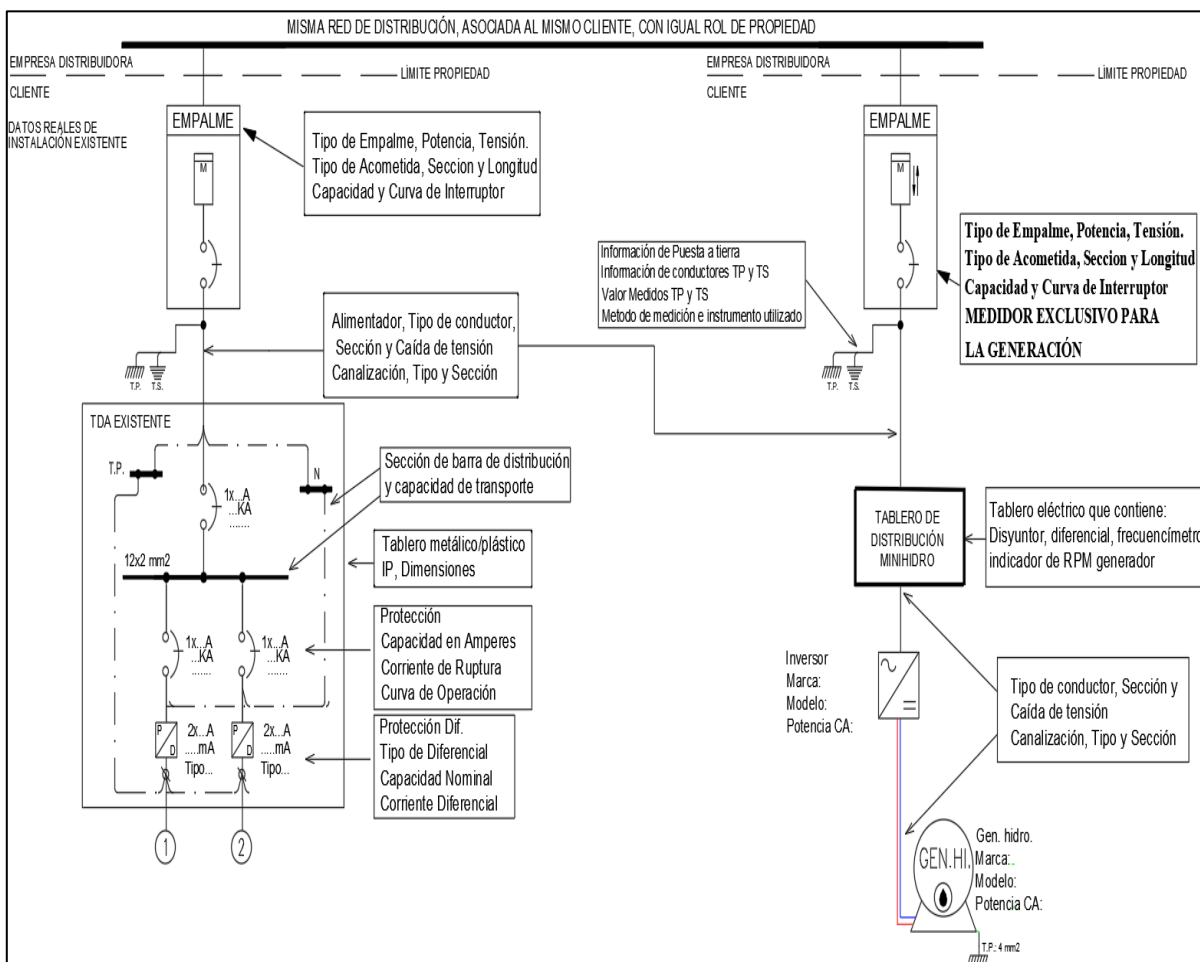 MISMA RED DE DISTRIBUCIÓN, ASOCIADA AL MISMO CLIENTE, CON IGUAL ROL DE PROPIEDAD
EMPRESA DISTRIBUIDORA
LÍMITE PROPIEDAD
CLIENTE
DATOS REALES DE
INSTALACIÓN EXISTENTE
EMPALME
M
Tipo de Empalme, Potencia, Tensión.
Tipo de Acometida, Seccion y Longitud
Capacidad y Curva de Interruptor
EMPRESA DISTRIBUIDORA
LÍMITE PROPIEDAD
CLIENTE
EMPALME
M
Tipo de Empalme, Potencia, Tensión.
Tipo de Acometida, Seccion y Longitud
Capacidad y Curva de Interruptor
MEDIDOR EXCLUSIVO PARA
LA GENERACIÓN
Información de Puesta a tierra
Información de conductores TP y TS
Valor Medidos TP y TS
Metodo de medición e instrumento utilizado
T.P.
T.S.
T.P.
T.S.
Alimentador, Tipo de conductor,
Sección y Caída de tensión
Canalización, Tipo y Sección
TDA EXISTENTE
T.P.
N
1x...A
...KA
.......
12x2 mm2
Sección de barra de distribución
y capacidad de transporte
Tablero metálico/plástico
IP, Dimensiones
1x...A
...KA
.......
1x...A
...KA
.......
Protección
Capacidad en Amperes
Corriente de Ruptura
Curva de Operación
P
D
2x...A
.....mA
Tipo...
P
D
2x...A
.....mA
Tipo...
Protección Dif.
Tipo de Diferencial
Capacidad Nominal
Corriente Diferencial
1
2
TABLERO DE
DISTRIBUCIÓN
MINIHIDRO
Tablero eléctrico que contiene:
Disyuntor, diferencial, frecuencímetro
indicador de RPM generador
Inversor
Marca:
Modelo:
Potencia CA:
Tipo de conductor, Sección y
Caída de tensión
Canalización, Tipo y Sección
GEN.HI.
Gen. hidro.
Marca:
Modelo:
Potencia CA:
T.P.: 4 mm2